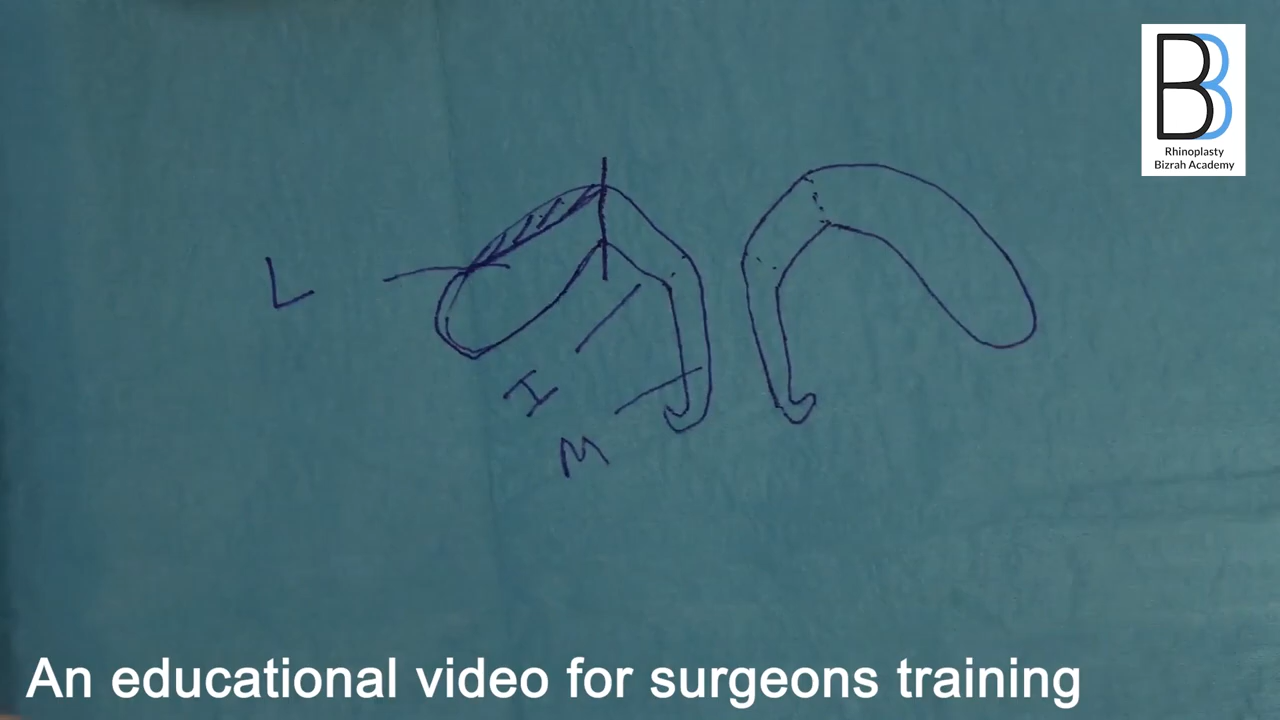 B B
Rhinoplasty
Bizrah Academy
L
I
M
An educational video for surgeons training